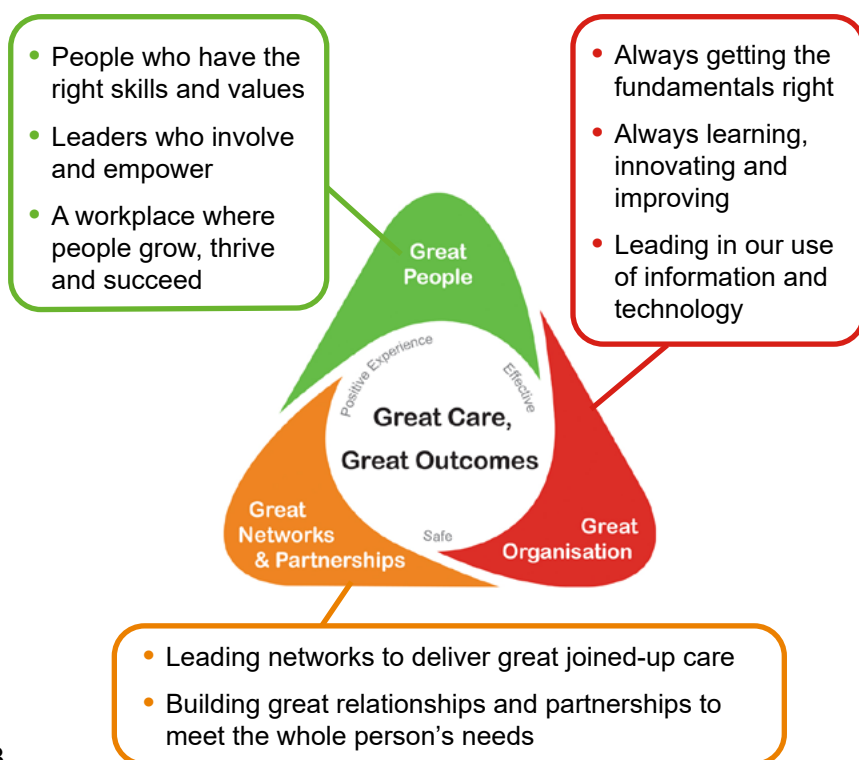 • People who have the
right skills and values
• Leaders who involve
and empower
• A workplace where
people grow, thrive
and succeed
• Always getting the
fundamentals right
• Always learning,
innovating and
improving
• Leading in our use
of information and
technology
Great
People
Positive Experience
Effective
Great Care,
Great Outcomes
Safe
Great
Networks
& Partnerships
Great
Organisation
• Leading networks to deliver great joined-up care
• Building great relationships and partnerships to
meet the whole person's needs